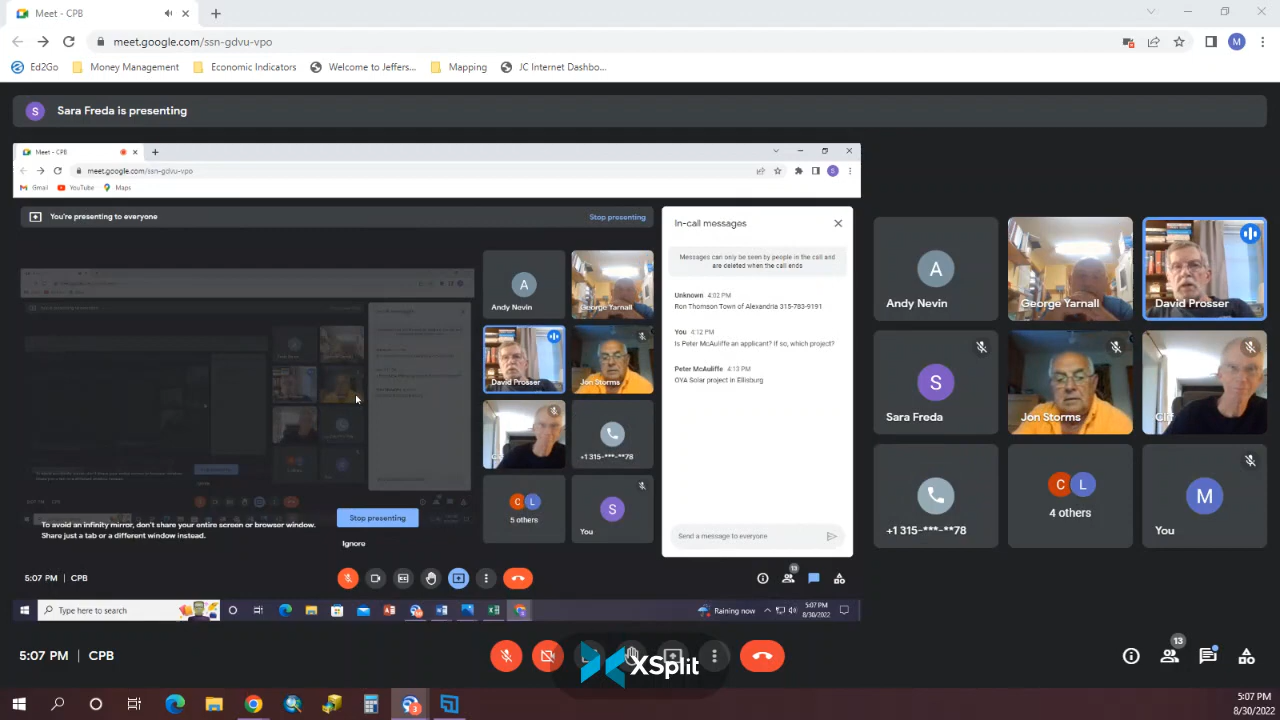 Meet - CPB
meet.google.com/ssn-gdvu-vpo
M
Ed2Go
Money Management
Economic Indicators
Welcome to Jeffers...
Mapping
JC Internet Dashbo...
S
Sara Freda is presenting
Meet - CPB
meet.google.com/ssn-gdvu-vpo
S
Gmail
YouTube
Maps
You're presenting to everyone
Stop presenting
In-call messages
Messages can only be seen by people in the call and
are deleted when the call ends
Unknown 4:02 PM
Ron Thomson Town of Alexandria 315-783-9191
You 4:12 PM
Is Peter McAuliffe an applicant? If so, which project?
Peter McAuliffe 4:13 PM
OYA Solar project in Ellisburg
Send a message to everyone
A
Andy Nevin
George Yarnall
David Prosser
Jon Storms
+1 315-***-**78
C L
5 others
S
You
To avoid an infinity mirror, don't share your entire screen or browser window.
Share just a tab or a different window instead.
Stop presenting
Ignore
5:07 PM | CPB
13
Type here to search
Raining now
5:07 PM
8/30/2022
A
Andy Nevin
George Yarnall
David Prosser
S
Sara Freda
Jon Storms
Clif
+1 315-***-**78
C L
4 others
M
You
5:07 PM | CPB
XSplit
13
3
5:07 PM
8/30/2022